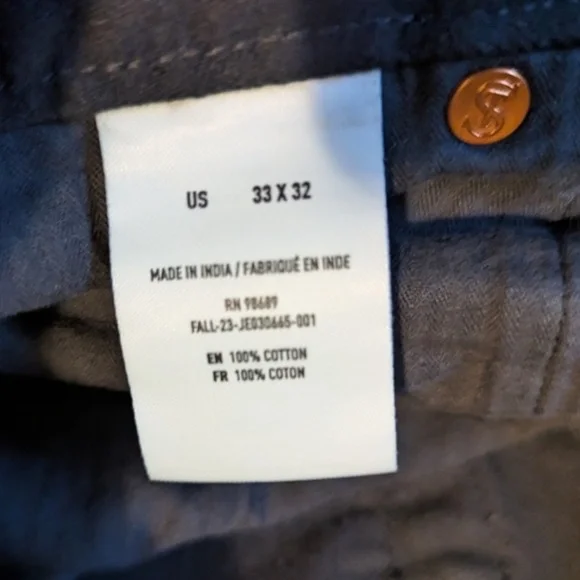 US 33 X 32
MADE IN INDIA / FABRIQUÉ EN INDE
RN 98689
FALL-23-JE030665-001
EN 100% COTTON
FR 100% COTON